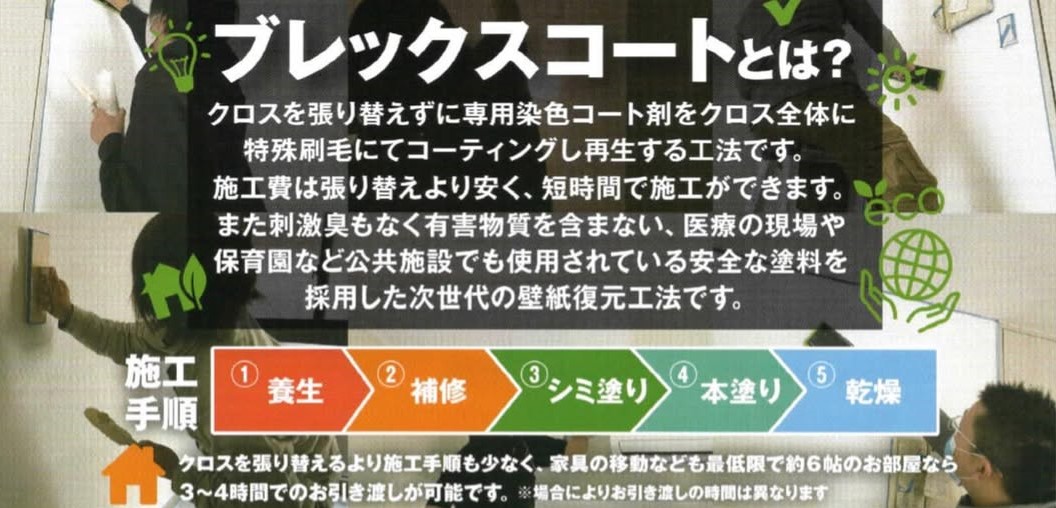 ブレックスコートとは?
クロスを張り替えずに専用染色コート剤をクロス全体に
特殊刷毛にてコーティングし再生する工法です。
施工費は張り替えより安く、短時間で施工ができます。
また刺激臭もなく有害物質を含まない、医療の現場や
保育園など公共施設でも使用されている安全な塗料を
採用した次世代の壁紙復元工法です。
eco
施工
手順
① 養生
② 補修
③ シミ塗り
④ 本塗り
⑤ 乾燥
クロスを張り替えるより施工手順も少なく、家具の移動なども最低限で約6帖のお部屋なら
3〜4時間でのお引き渡しが可能です。※場合によりお引き渡しの時間は異なります